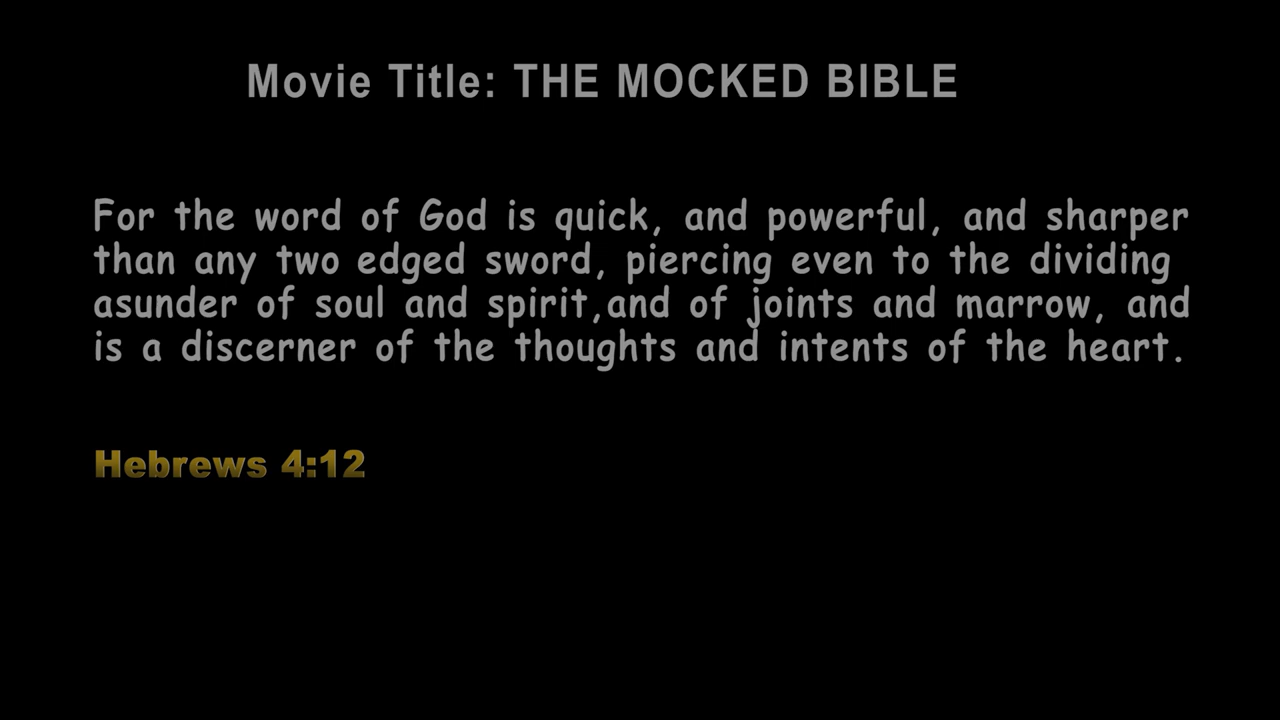 Movie Title: THE MOCKED BIBLE
For the word of God is quick, and powerful, and sharper
than any two edged sword, piercing even to the dividing
asunder of soul and spirit,and of joints and marrow, and
is a discerner of the thoughts and intents of the heart.
Hebrews 4:12